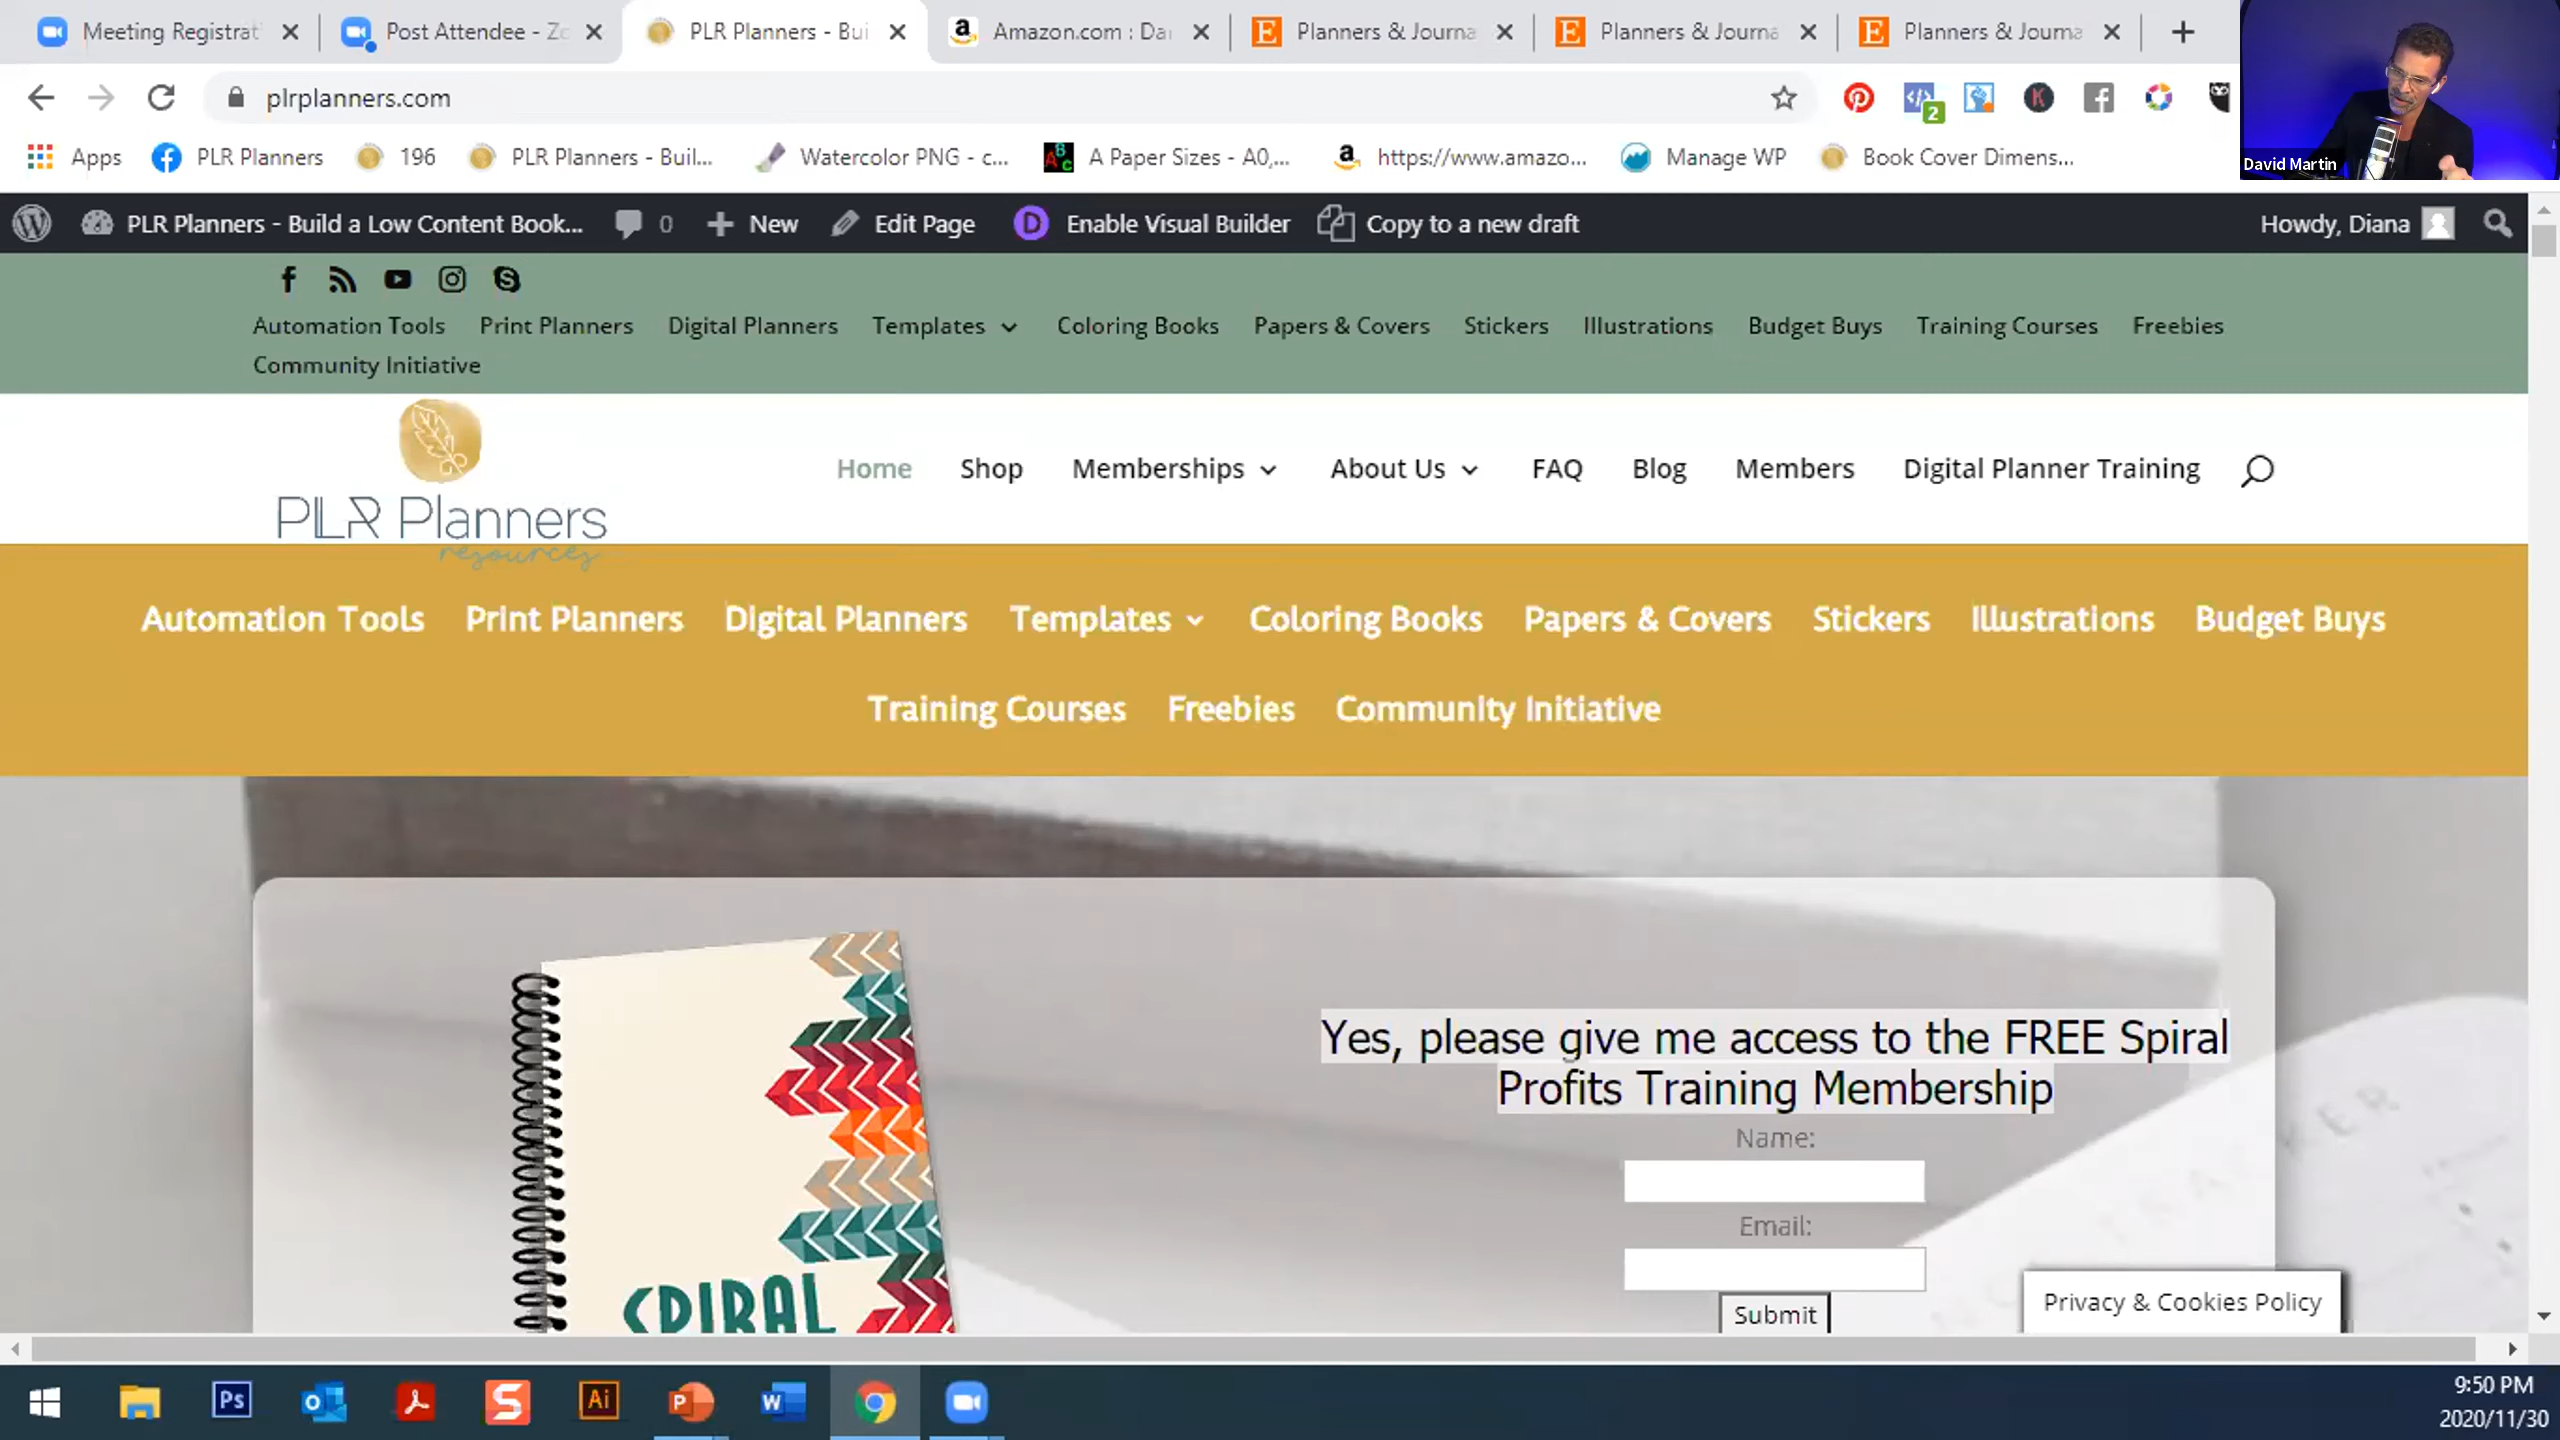 Meeting Registrat
Post Attendee - Zo
PLR Planners - Bui
Amazon.com : Da
Planners & Journa
Planners & Journa
Planners & Journa
David Martin
plrplanners.com
2
Apps
PLR Planners
196
PLR Planners - Buil...
Watercolor PNG - c...
A Paper Sizes - A0,...
https://www.amazo...
Manage WP
Book Cover Dimens...
PLR Planners - Build a Low Content Book...
0
New
Edit Page
Enable Visual Builder
Copy to a new draft
Howdy, Diana
Automation Tools Print Planners Digital Planners Templates Coloring Books Papers & Covers Stickers Illustrations Budget Buys Training Courses Freebies
Community Initiative
PLR Planners
resources
Home Shop Memberships About Us FAQ Blog Members Digital Planner Training
Automation Tools Print Planners Digital Planners Templates Coloring Books Papers & Covers Stickers Illustrations Budget Buys
Training Courses Freebies Community Initiative
SPIRAL
Yes, please give me access to the FREE Spiral
Profits Training Membership
Name:
Email:
Submit
Privacy & Cookies Policy
9:50 PM
2020/11/30